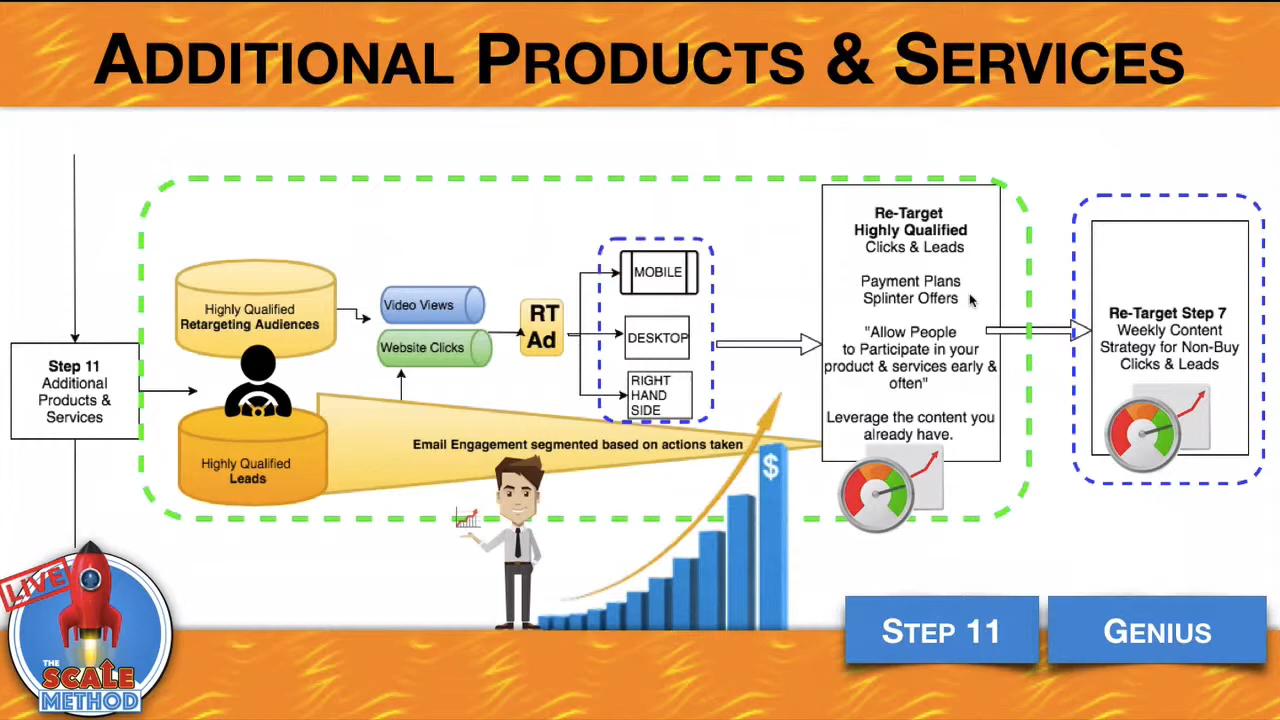 ADDITIONAL PRODUCTS & SERVICES
Step 11
Additional
Products &
Services
Highly Qualified
Retargeting Audiences
Highly Qualified
Leads
Video Views
Website Clicks
RT
Ad
MOBILE
DESKTOP
RIGHT
HAND
SIDE
Email Engagement segmented based on actions taken
$
Re-Target
Highly Qualified
Clicks & Leads
Payment Plans
Splinter Offers
"Allow People
to Participate in your
product & services early &
often"
Leverage the content you
already have.
Re-Target Step 7
Weekly Content
Strategy for Non-Buy
Clicks & Leads
LIVE
THE
SCALE
METHOD
STEP 11
GENIUS